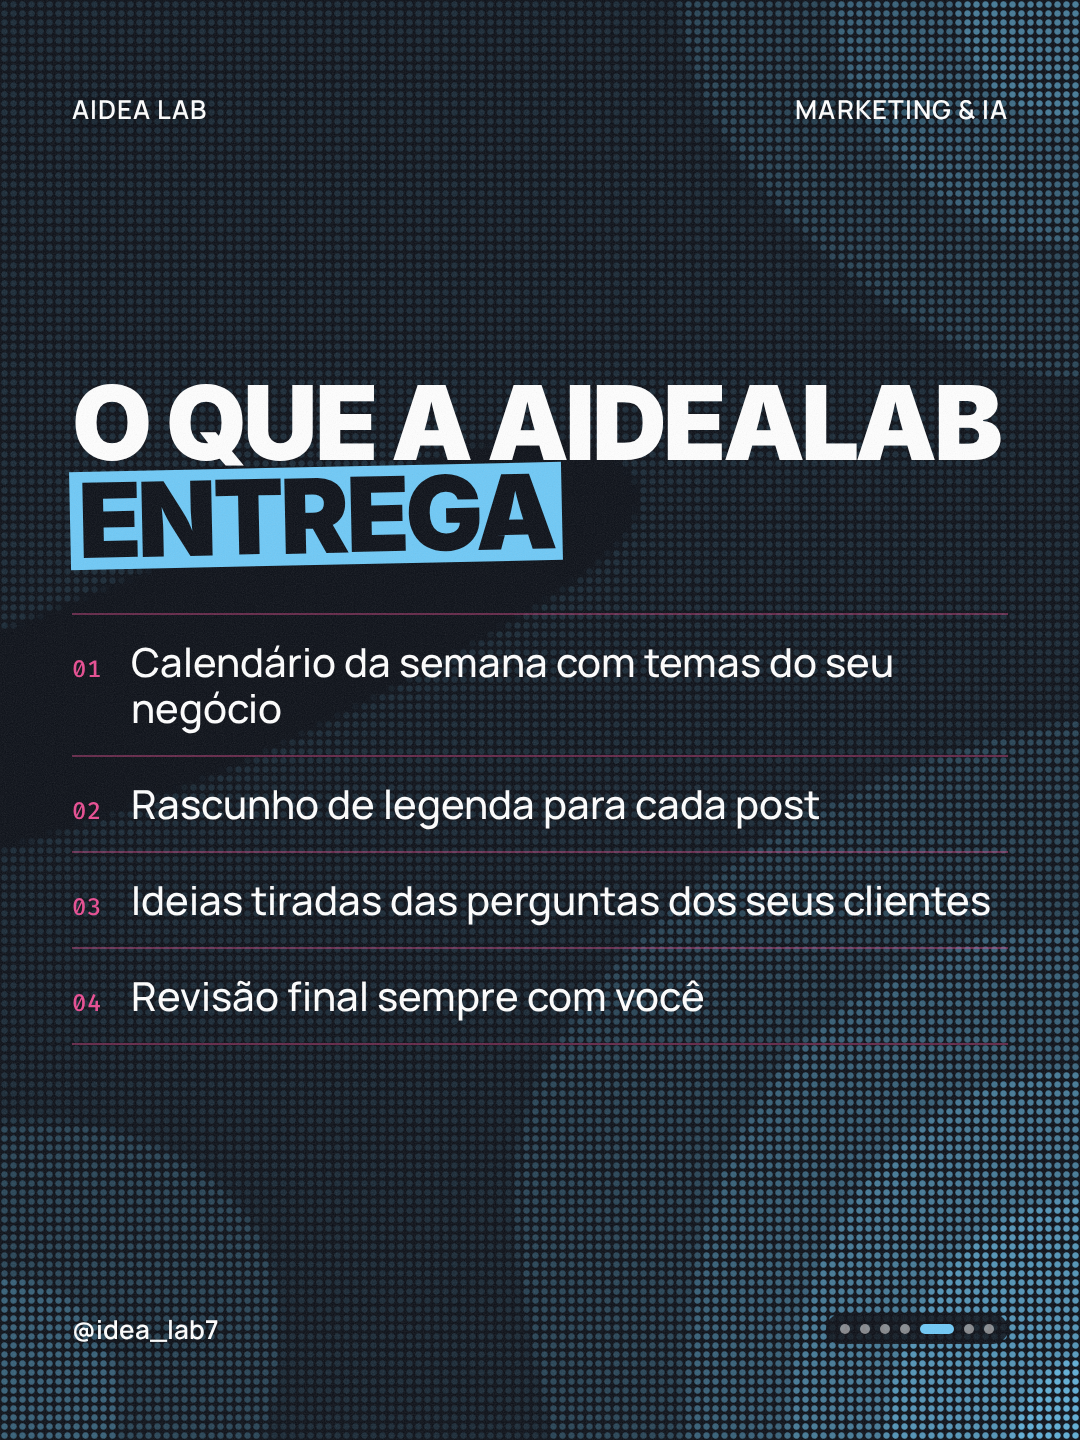 AIDEA LAB
MARKETING & IA
O QUE A AIDEALAB
ENTREGA
01 Calendário da semana com temas do seu
negócio
02 Rascunho de legenda para cada post
03 Ideias tiradas das perguntas dos seus clientes
04 Revisão final sempre com você
@idea_lab7